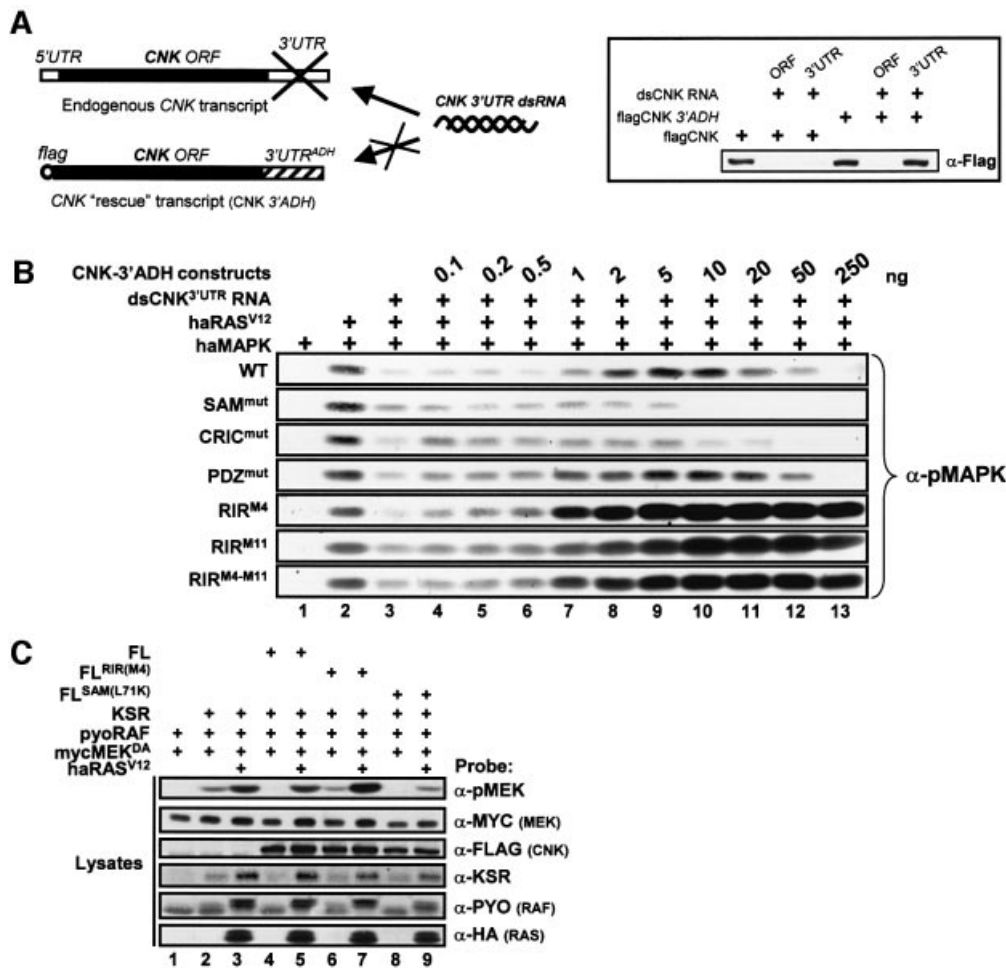 A
5'UTR CNK ORF 3'UTR
Endogenous CNK transcript
CNK 3'UTR dsRNA
flag CNK ORF 3'UTR^ADH
CNK "rescue" transcript (CNK 3'ADH)
ORF 3'UTR ORF 3'UTR
dsCNK RNA + + + +
flagCNK 3'ADH + + +
flagCNK + + +
α-Flag
B
CNK-3'ADH constructs 0.1 0.2 0.5 1 2 5 10 20 50 250 ng
dsCNK^3'UTR RNA + + + + + + + + + + +
haRAS^V12 + + + + + + + + + + + +
haMAPK + + + + + + + + + + + + +
WT
SAM^mut
CRIC^mut
PDZ^mut
RIR^M4
RIR^M11
RIR^M4-M11
α-pMAPK
1 2 3 4 5 6 7 8 9 10 11 12 13
C
FL + +
FL^RIR(M4) + +
FL^SAM(L71K) + +
KSR + + + + + + + +
pyoRAF + + + + + + + + +
mycMEK^DA + + + + + + + + +
haRAS^V12 + + + +
Probe:
Lysates
α-pMEK
α-MYC (MEK)
α-FLAG (CNK)
α-KSR
α-PYO (RAF)
α-HA (RAS)
1 2 3 4 5 6 7 8 9